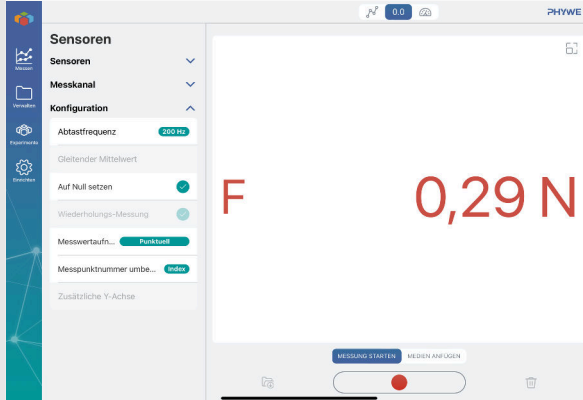 0.0
PHYWE
Sensoren
Sensoren
Messkanal
Konfiguration
Abtastfrequenz 200 Hz
Gleitender Mittelwert
Auf Null setzen
Wiederholungs-Messung
Messwertaufn... Punktuell
Messpunktnummer umbe... Index
Zusätzliche Y-Achse
Messen
Verwalten
Experimente
Einrichten
F 0,29 N
MESSUNG STARTEN MEDIEN ANFÜGEN